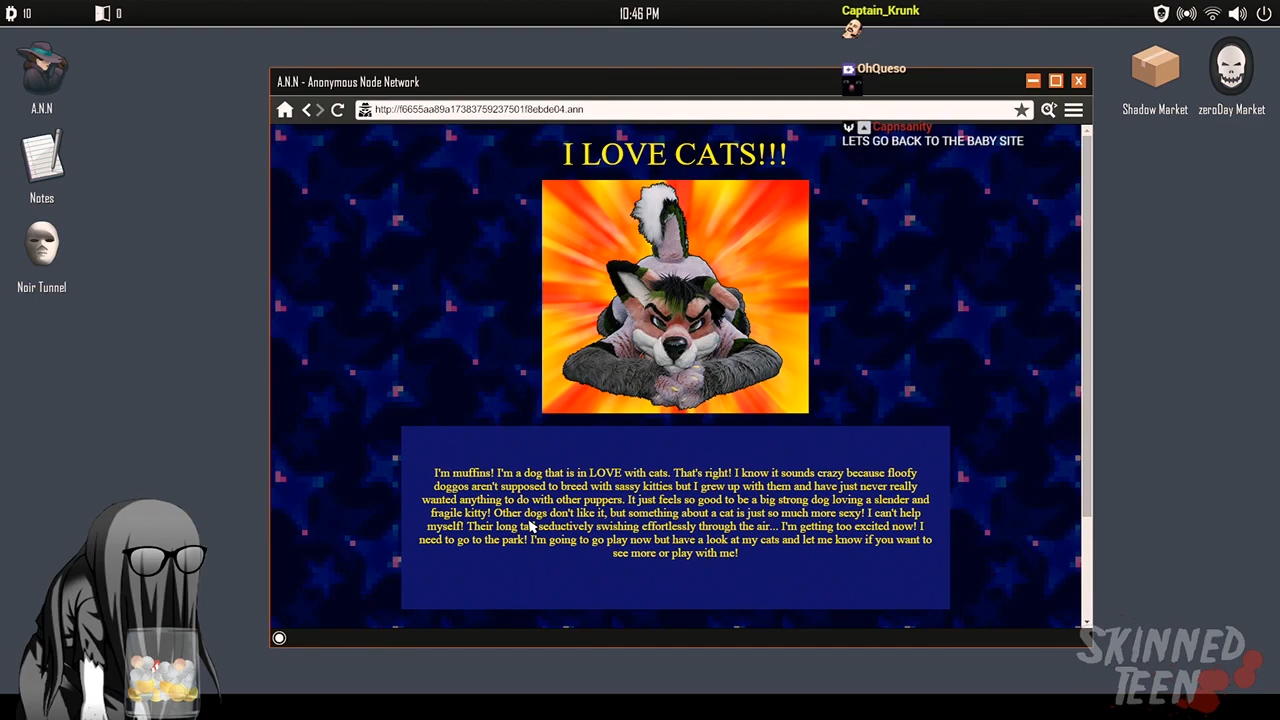 10
0
10:46 PM
Captain_Krunk
OhQueso
Capnsanity
LETS GO BACK TO THE BABY SITE
A.N.N
Notes
Noir Tunnel
Shadow Market
zeroDay Market
A.N.N - Anonymous Node Network
http://f6655aa89a17383759237501f8ebde04.ann
I LOVE CATS!!!
I'm muffins! I'm a dog that is in LOVE with cats. That's right! I know it sounds crazy because floofy
doggos aren't supposed to breed with sassy kitties but I grew up with them and have just never really
wanted anything to do with other puppers. It just feels so good to be a big strong dog loving a slender and
fragile kitty! Other dogs don't like it, but something about a cat is just so much more sexy! I can't help
myself! Their long ta seductively swishing effortlessly through the air... I'm getting too excited now! I
need to go to the park! I'm going to go play now but have a look at my cats and let me know if you want to
see more or play with me!
SKINNED
TEEN